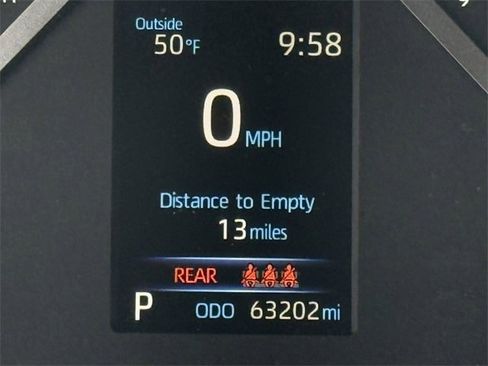 Outside
50°F 9:58
0 MPH
Distance to Empty
13 miles
REAR
P ODO 63202 mi